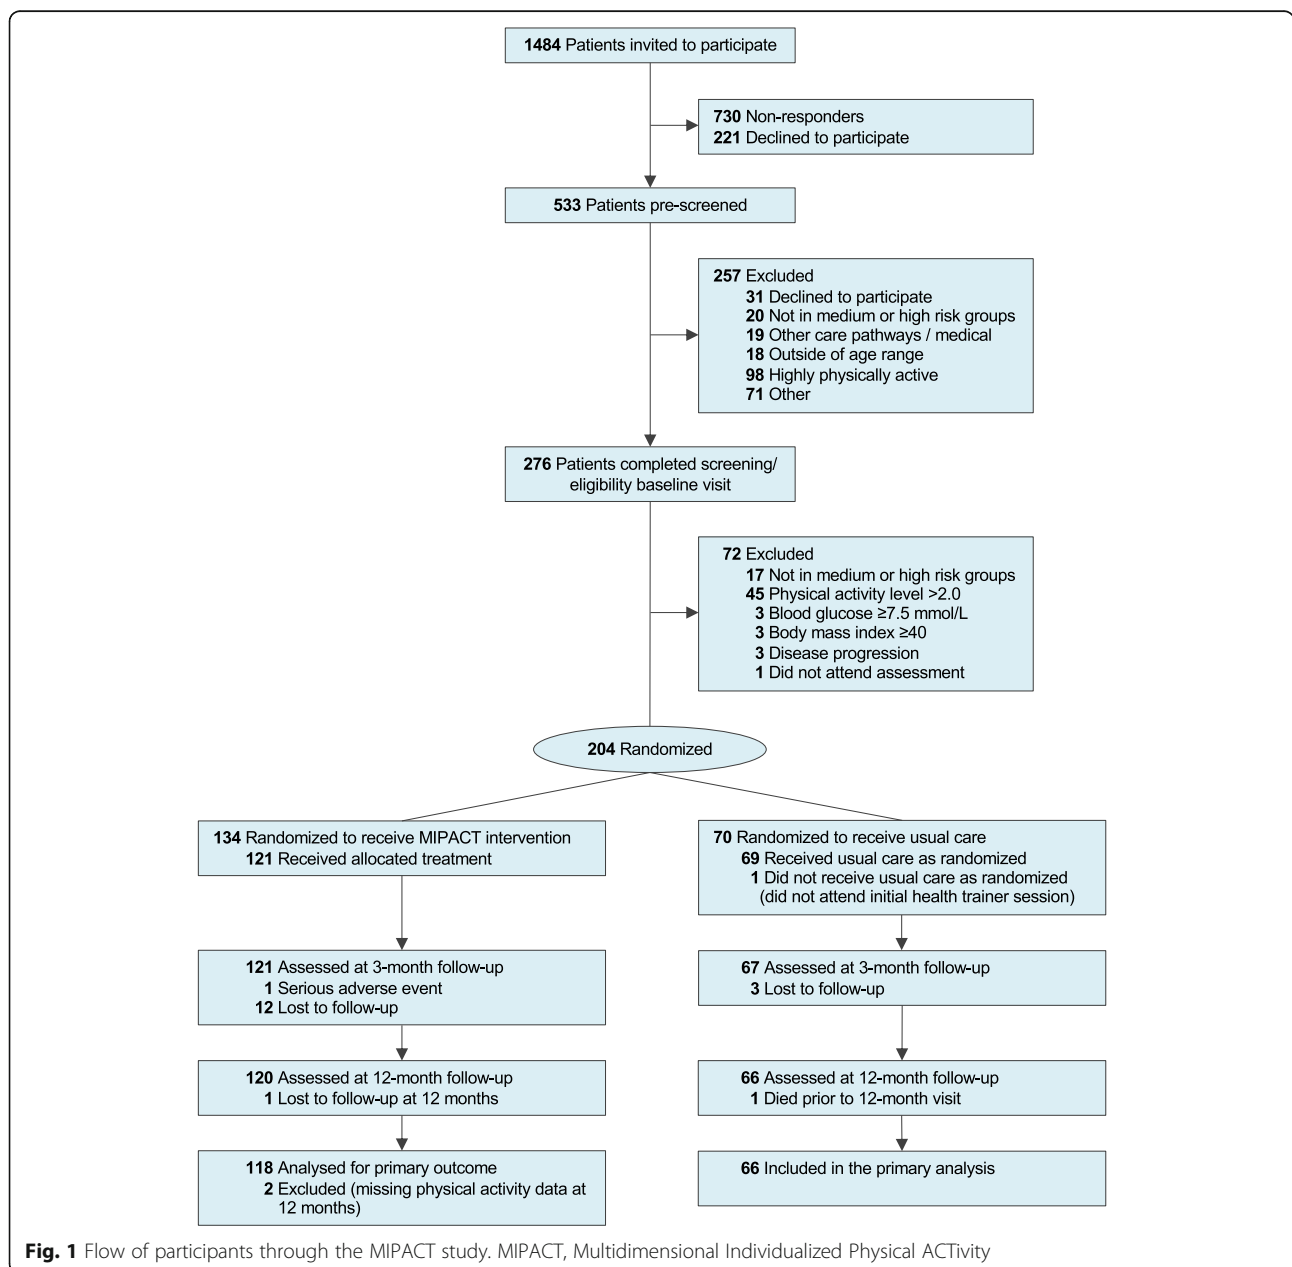 1484 Patients invited to participate
730 Non-responders
221 Declined to participate
533 Patients pre-screened
257 Excluded
31 Declined to participate
20 Not in medium or high risk groups
19 Other care pathways / medical
18 Outside of age range
98 Highly physically active
71 Other
276 Patients completed screening/
eligibility baseline visit
72 Excluded
17 Not in medium or high risk groups
45 Physical activity level >2.0
3 Blood glucose ≥7.5 mmol/L
3 Body mass index ≥40
3 Disease progression
1 Did not attend assessment
204 Randomized
134 Randomized to receive MIPACT intervention
121 Received allocated treatment
70 Randomized to receive usual care
69 Received usual care as randomized
1 Did not receive usual care as randomized
(did not attend initial health trainer session)
121 Assessed at 3-month follow-up
1 Serious adverse event
12 Lost to follow-up
67 Assessed at 3-month follow-up
3 Lost to follow-up
120 Assessed at 12-month follow-up
1 Lost to follow-up at 12 months
66 Assessed at 12-month follow-up
1 Died prior to 12-month visit
118 Analysed for primary outcome
2 Excluded (missing physical activity data at
12 months)
66 Included in the primary analysis
Fig. 1 Flow of participants through the MIPACT study. MIPACT, Multidimensional Individualized Physical ACTivity